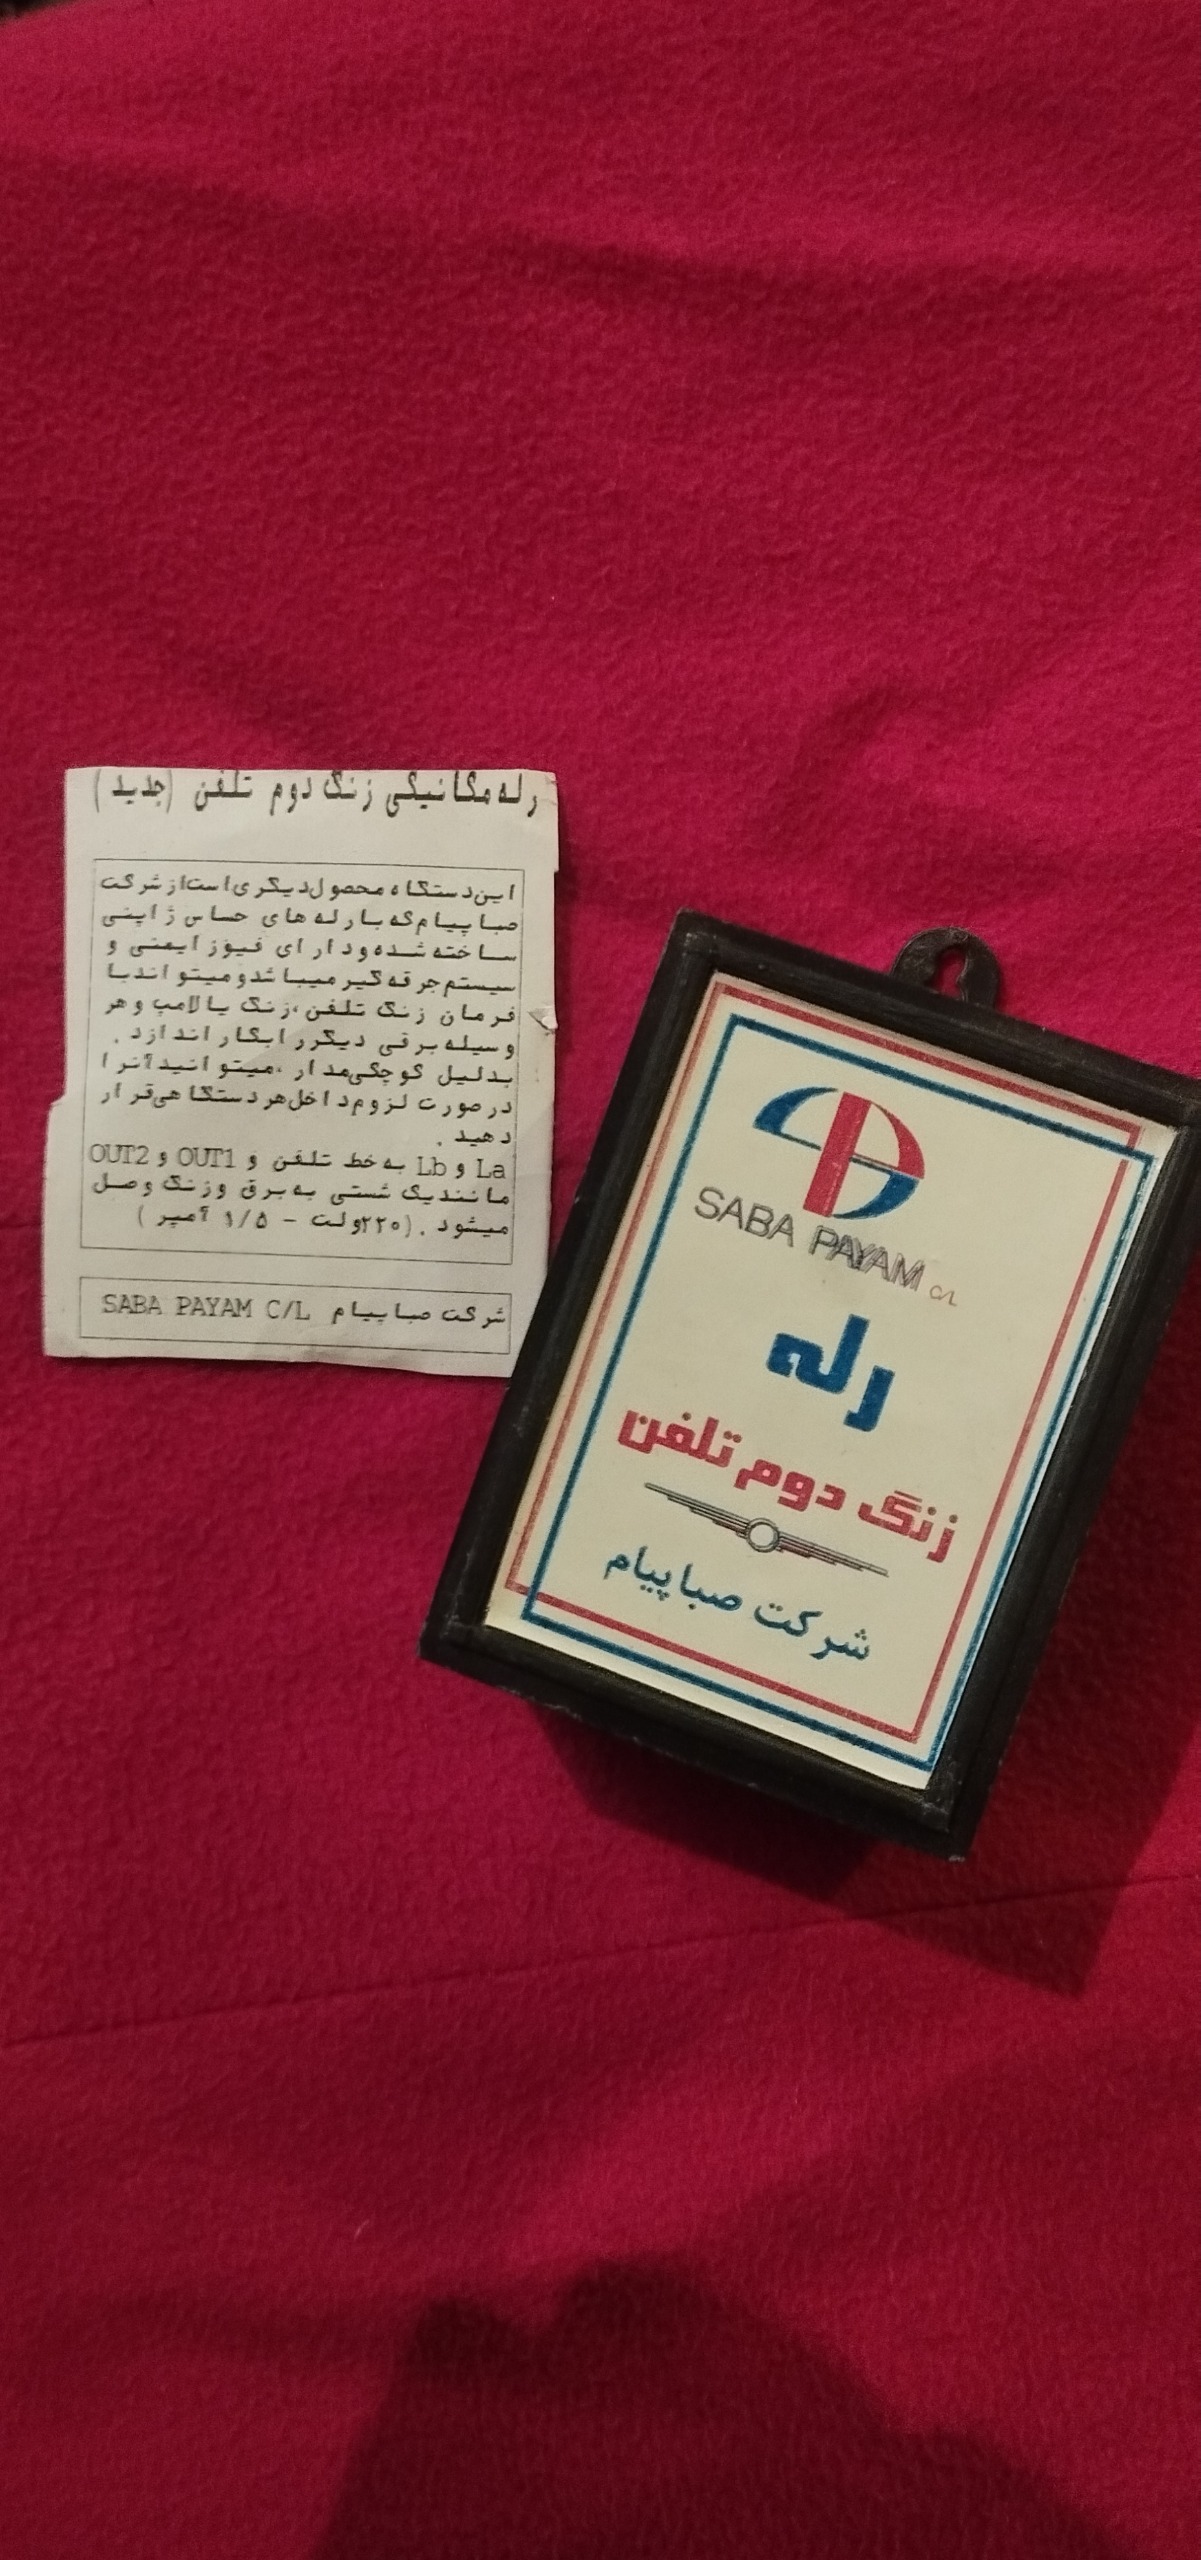 رله مکانیکی زنگ دوم تلفن (جدید)
این دستگاه محصول دیگری است از شرکت
صبا پیام که با رله های حساس ژاپنی
ساخته شده و دارای فیوز ایمنی و
سیستم جرقه گیر میباشد و میتواند با
فرمان زنگ تلفن ،زنگ یا لامپ و هر
وسیله برقی دیگر را بکار اندازد .
بدلیل کوچکی مدار ،میتوانید آنرا
در صورت لزوم داخل هر دستگاهی قرار
دهید .
La و Lb به خط تلفن و OUT1 و OUT2
مانند یک شستی به برق و زنگ وصل
میشود . (۲۲۰ولت - ۱/۵ آمپر )
شرکت صبا پیام SABA PAYAM C/L
SABA PAYAM C/L
رله
زنگ دوم تلفن
شرکت صبا پیام